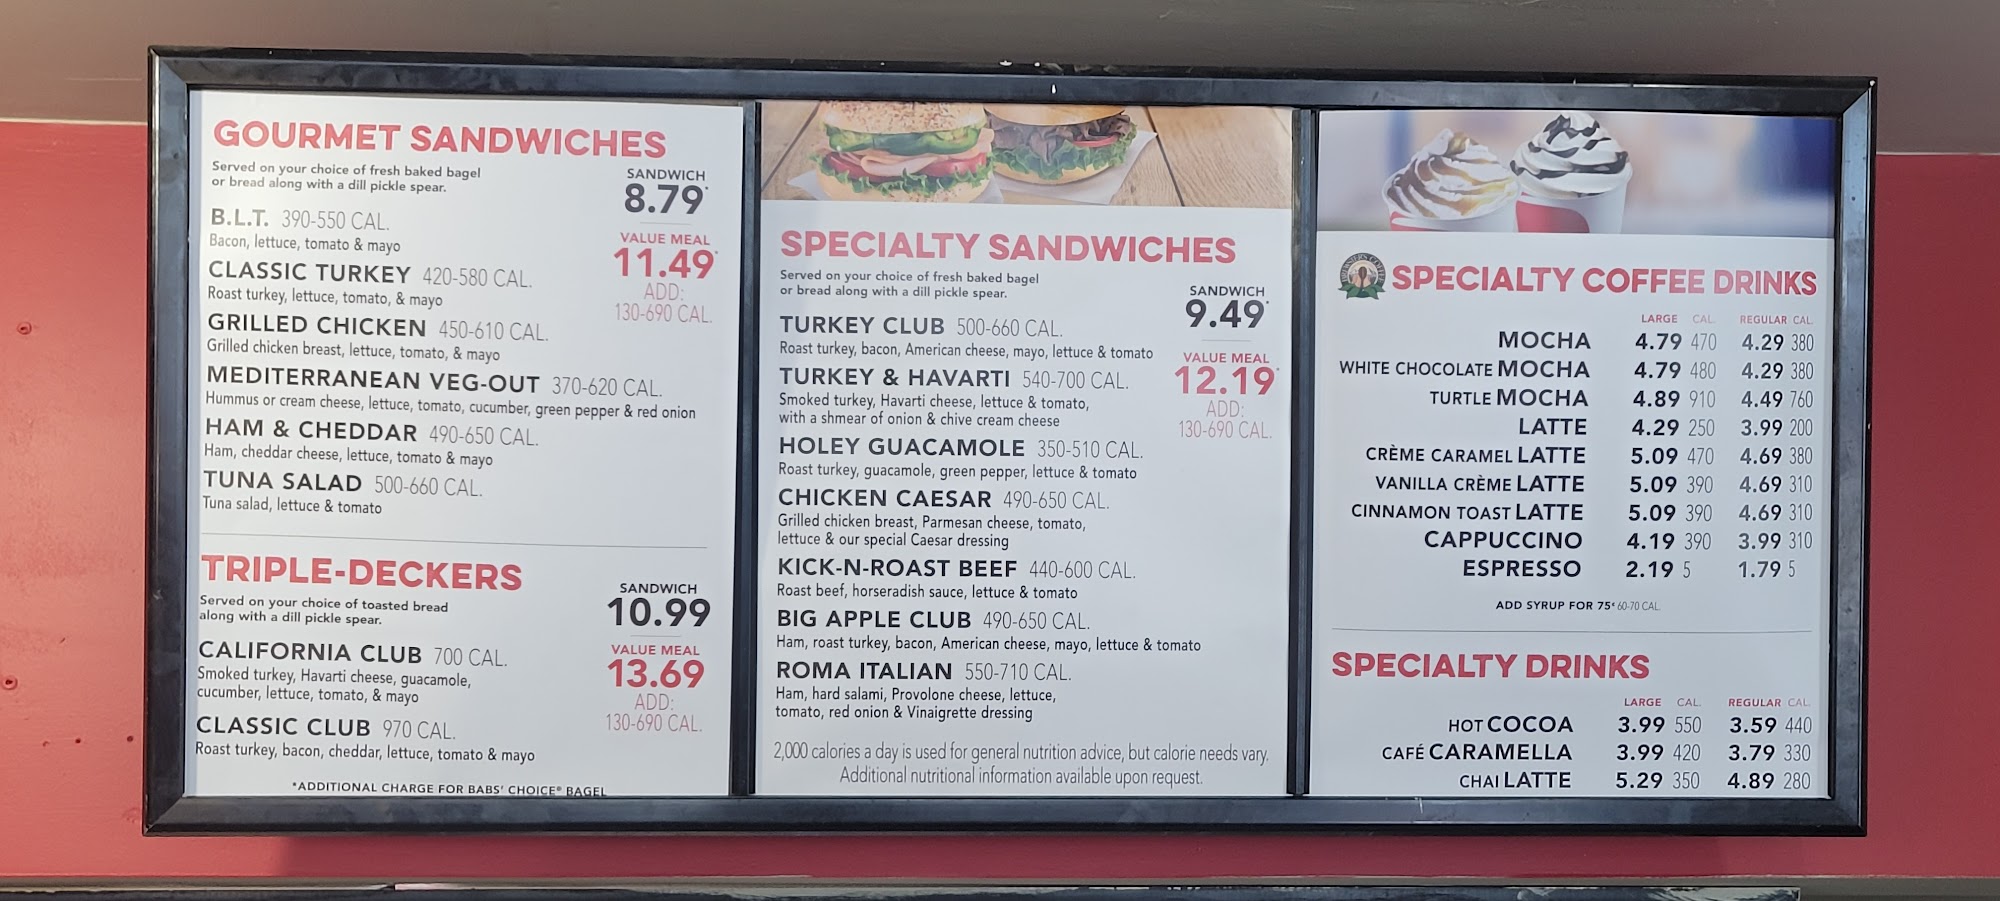 GOURMET SANDWICHES
Served on your choice of fresh baked bagel
or bread along with a dill pickle spear.
SANDWICH
8.79*
VALUE MEAL
11.49*
ADD:
130-690 CAL.
B.L.T. 390-550 CAL.
Bacon, lettuce, tomato & mayo
CLASSIC TURKEY 420-580 CAL.
Roast turkey, lettuce, tomato, & mayo
GRILLED CHICKEN 450-610 CAL.
Grilled chicken breast, lettuce, tomato, & mayo
MEDITERRANEAN VEG-OUT 370-620 CAL.
Hummus or cream cheese, lettuce, tomato, cucumber, green pepper & red onion
HAM & CHEDDAR 490-650 CAL.
Ham, cheddar cheese, lettuce, tomato & mayo
TUNA SALAD 500-660 CAL.
Tuna salad, lettuce & tomato
TRIPLE-DECKERS
Served on your choice of toasted bread
along with a dill pickle spear.
SANDWICH
10.99
VALUE MEAL
13.69
ADD:
130-690 CAL.
CALIFORNIA CLUB 700 CAL.
Smoked turkey, Havarti cheese, guacamole,
cucumber, lettuce, tomato, & mayo
CLASSIC CLUB 970 CAL.
Roast turkey, bacon, cheddar, lettuce, tomato & mayo
*ADDITIONAL CHARGE FOR BABS' CHOICE® BAGEL
SPECIALTY SANDWICHES
Served on your choice of fresh baked bagel
or bread along with a dill pickle spear.
SANDWICH
9.49*
VALUE MEAL
12.19*
ADD:
130-690 CAL.
TURKEY CLUB 500-660 CAL.
Roast turkey, bacon, American cheese, mayo, lettuce & tomato
TURKEY & HAVARTI 540-700 CAL.
Smoked turkey, Havarti cheese, lettuce & tomato,
with a shmear of onion & chive cream cheese
HOLEY GUACAMOLE 350-510 CAL.
Roast turkey, guacamole, green pepper, lettuce & tomato
CHICKEN CAESAR 490-650 CAL.
Grilled chicken breast, Parmesan cheese, tomato,
lettuce & our special Caesar dressing
KICK-N-ROAST BEEF 440-600 CAL.
Roast beef, horseradish sauce, lettuce & tomato
BIG APPLE CLUB 490-650 CAL.
Ham, roast turkey, bacon, American cheese, mayo, lettuce & tomato
ROMA ITALIAN 550-710 CAL.
Ham, hard salami, Provolone cheese, lettuce,
tomato, red onion & Vinaigrette dressing
2,000 calories a day is used for general nutrition advice, but calorie needs vary.
Additional nutritional information available upon request.
SPECIALTY COFFEE DRINKS
LARGE CAL. REGULAR CAL.
MOCHA 4.79 470 4.29 380
WHITE CHOCOLATE MOCHA 4.79 480 4.29 380
TURTLE MOCHA 4.89 910 4.49 760
LATTE 4.29 250 3.99 200
CRÈME CARAMEL LATTE 5.09 470 4.69 380
VANILLA CRÈME LATTE 5.09 390 4.69 310
CINNAMON TOAST LATTE 5.09 390 4.69 310
CAPPUCCINO 4.19 390 3.99 310
ESPRESSO 2.19 5 1.79 5
ADD SYRUP FOR 75¢ 60-70 CAL.
SPECIALTY DRINKS
LARGE CAL. REGULAR CAL.
HOT COCOA 3.99 550 3.59 440
CAFÉ CARAMELLA 3.99 420 3.79 330
CHAI LATTE 5.29 350 4.89 280